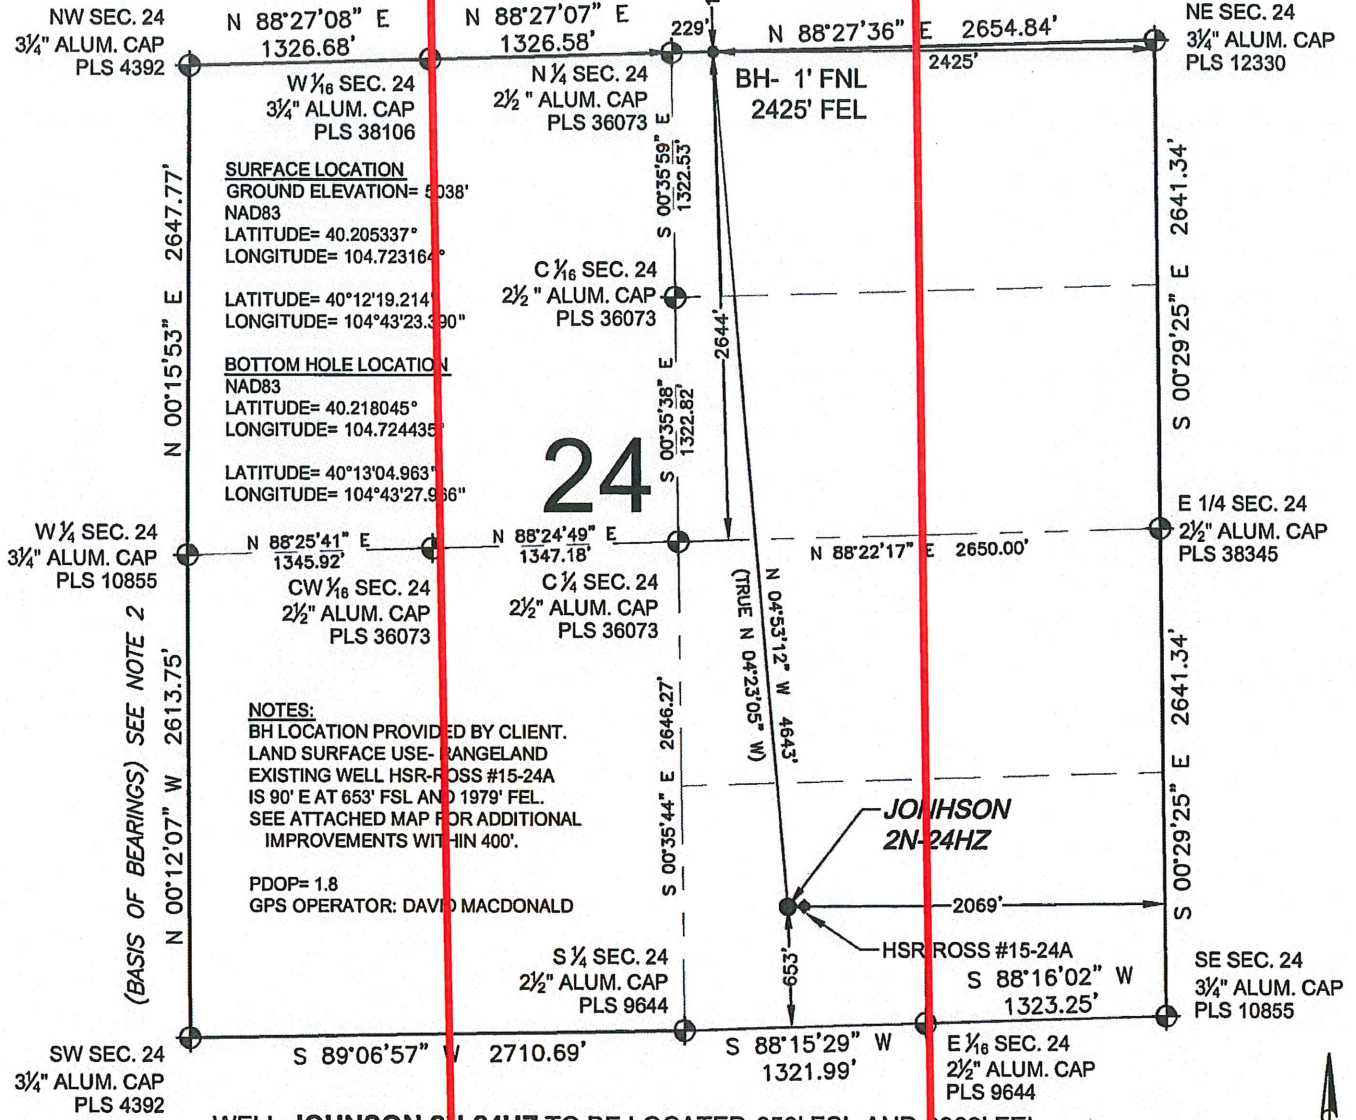 NW SEC. 24
3¼" ALUM. CAP
PLS 4392
N 88°27'08" E
1326.68'
N 88°27'07" E
1326.58'
229'
N 88°27'36" E 2654.84'
2425'
NE SEC. 24
3¼" ALUM. CAP
PLS 12330
W 1/16 SEC. 24
3¼" ALUM. CAP
PLS 38106
N ¼ SEC. 24
2½" ALUM. CAP
PLS 36073
BH- 1' FNL
2425' FEL
SURFACE LOCATION
GROUND ELEVATION= 5038'
NAD83
LATITUDE= 40.205337°
LONGITUDE= 104.723164°
LATITUDE= 40°12'19.214"
LONGITUDE= 104°43'23.390"
BOTTOM HOLE LOCATION
NAD83
LATITUDE= 40.218045°
LONGITUDE= 104.724435°
LATITUDE= 40°13'04.963"
LONGITUDE= 104°43'27.966"
N 00°15'53" E 2647.77'
S 00°35'59" E
1322.53'
C 1/16 SEC. 24
2½" ALUM. CAP
PLS 36073
S 00°35'38" E
1322.82'
2644'
S 00°29'25" E 2641.34'
24
W ¼ SEC. 24
3¼" ALUM. CAP
PLS 10855
N 88°25'41" E
1345.92'
N 88°24'49" E
1347.18'
N 88°22'17" E 2650.00'
E 1/4 SEC. 24
2½" ALUM. CAP
PLS 38345
CW 1/16 SEC. 24
2½" ALUM. CAP
PLS 36073
C ¼ SEC. 24
2½" ALUM. CAP
PLS 36073
(BASIS OF BEARINGS) SEE NOTE 2
N 00°12'07" W 2613.75'
N 04°53'12" W 4643'
(TRUE N 04°23'05" W)
S 00°35'44" E 2646.27'
S 00°29'25" E 2641.34'
NOTES:
BH LOCATION PROVIDED BY CLIENT.
LAND SURFACE USE- RANGELAND
EXISTING WELL HSR-ROSS #15-24A
IS 90' E AT 653' FSL AND 1979' FEL.
SEE ATTACHED MAP FOR ADDITIONAL
IMPROVEMENTS WITHIN 400'.
PDOP= 1.8
GPS OPERATOR: DAVID MACDONALD
JONHSON
2N-24HZ
2069'
653'
HSR-ROSS #15-24A
S ¼ SEC. 24
2½" ALUM. CAP
PLS 9644
S 88°16'02" W
1323.25'
SE SEC. 24
3¼" ALUM. CAP
PLS 10855
SW SEC. 24
3¼" ALUM. CAP
PLS 4392
S 89°06'57" W 2710.69'
S 88°15'29" W
1321.99'
E 1/16 SEC. 24
2½" ALUM. CAP
PLS 9644
WELL JOHNSON 2N-24HZ TO BE LOCATED 653' FSL AND 2069' FEL